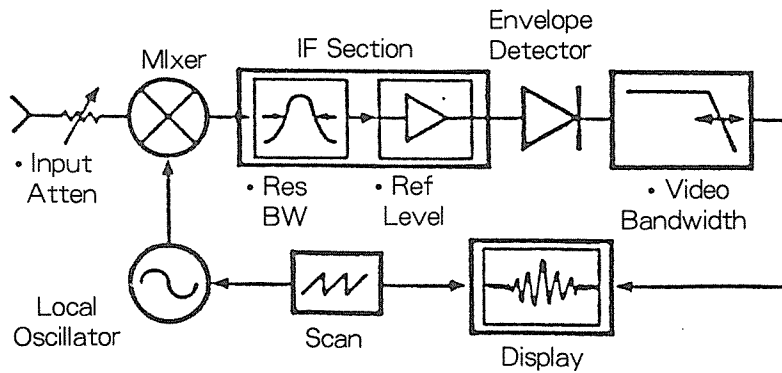 MIxer
IF Section
Envelope
Detector
• Input
Atten
• Res
BW
• Ref
Level
• Video
Bandwidth
Local
Oscillator
Scan
Display